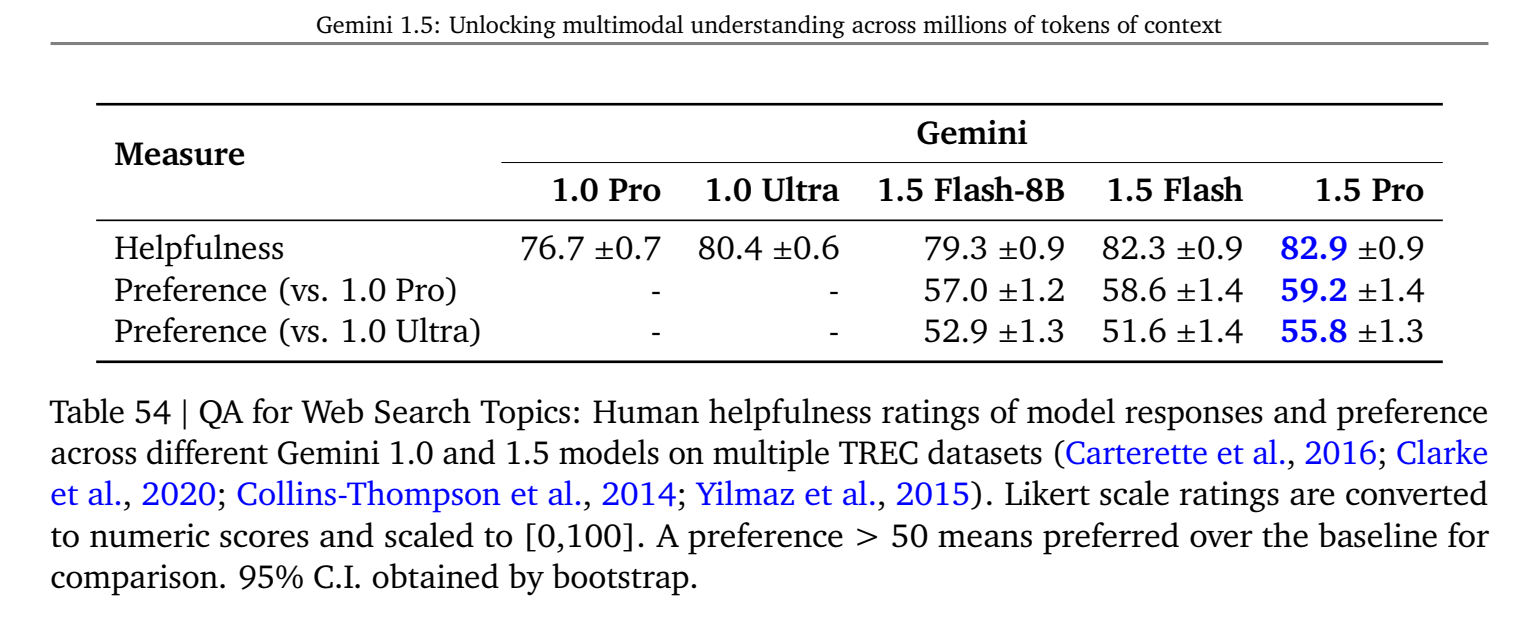 Gemini 1.5: Unlocking multimodal understanding across millions of tokens of context
Measure
Gemini
1.0 Pro 1.0 Ultra 1.5 Flash-8B 1.5 Flash 1.5 Pro
Helpfulness 76.7 ±0.7 80.4 ±0.6 79.3 ±0.9 82.3 ±0.9 82.9 ±0.9
Preference (vs. 1.0 Pro) - - 57.0 ±1.2 58.6 ±1.4 59.2 ±1.4
Preference (vs. 1.0 Ultra) - - 52.9 ±1.3 51.6 ±1.4 55.8 ±1.3
Table 54 | QA for Web Search Topics: Human helpfulness ratings of model responses and preference
across different Gemini 1.0 and 1.5 models on multiple TREC datasets (Carterette et al., 2016; Clarke
et al., 2020; Collins-Thompson et al., 2014; Yilmaz et al., 2015). Likert scale ratings are converted
to numeric scores and scaled to [0,100]. A preference > 50 means preferred over the baseline for
comparison. 95% C.I. obtained by bootstrap.